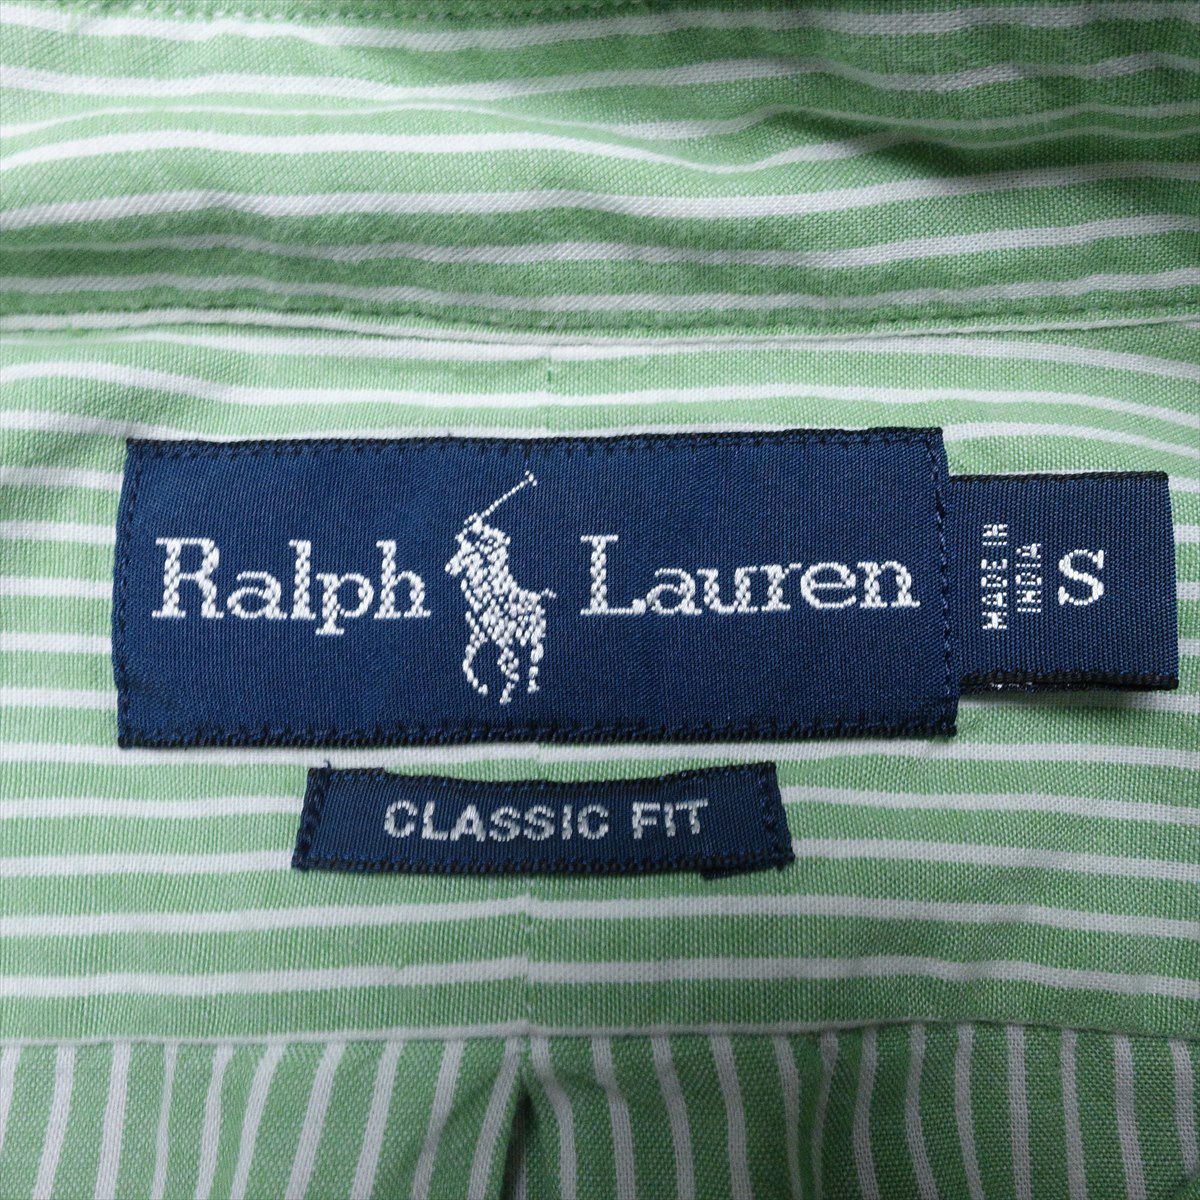 Ralph Lauren
MADE IN
INDIA
S
CLASSIC FIT